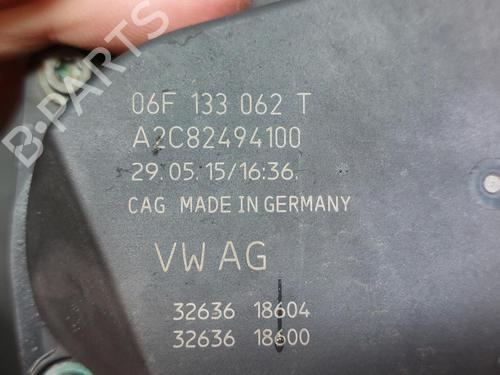 06F 133 062 T
A2C82494100
29.05.15/16:36.
CAG MADE IN GERMANY
VW AG
32636 18604
32636 18600
B-PARTS